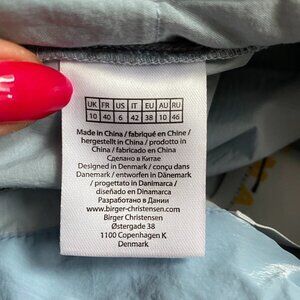 UK FR US IT EU AU RU
10 40 6 42 38 10 46
Made in China / fabriqué en Chine /
hergestellt in China / prodotto in
China / fabricado en China
Сделано в Китае
Designed in Denmark / conçu dans
Danemark / entworfen in Dänemark
/ progettato in Danimarca /
diseñado en Dinamarca
Разработано в Дании
www.birger-christensen.com
Birger Christensen
Østergade 38
1100 Copenhagen K
Denmark